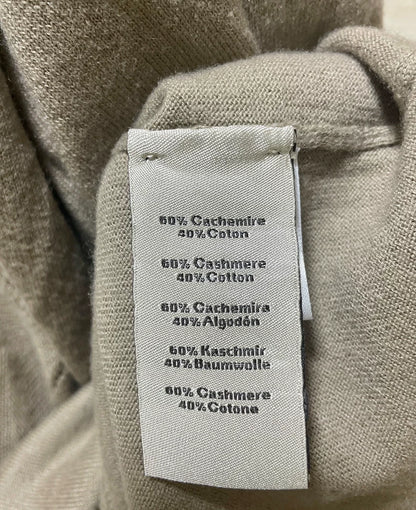 60% Cachemire
40% Coton
60% Cashmere
40% Cotton
60% Cachemira
40% Algodón
60% Kaschmir
40% Baumwolle
60% Cashmere
40% Cotone